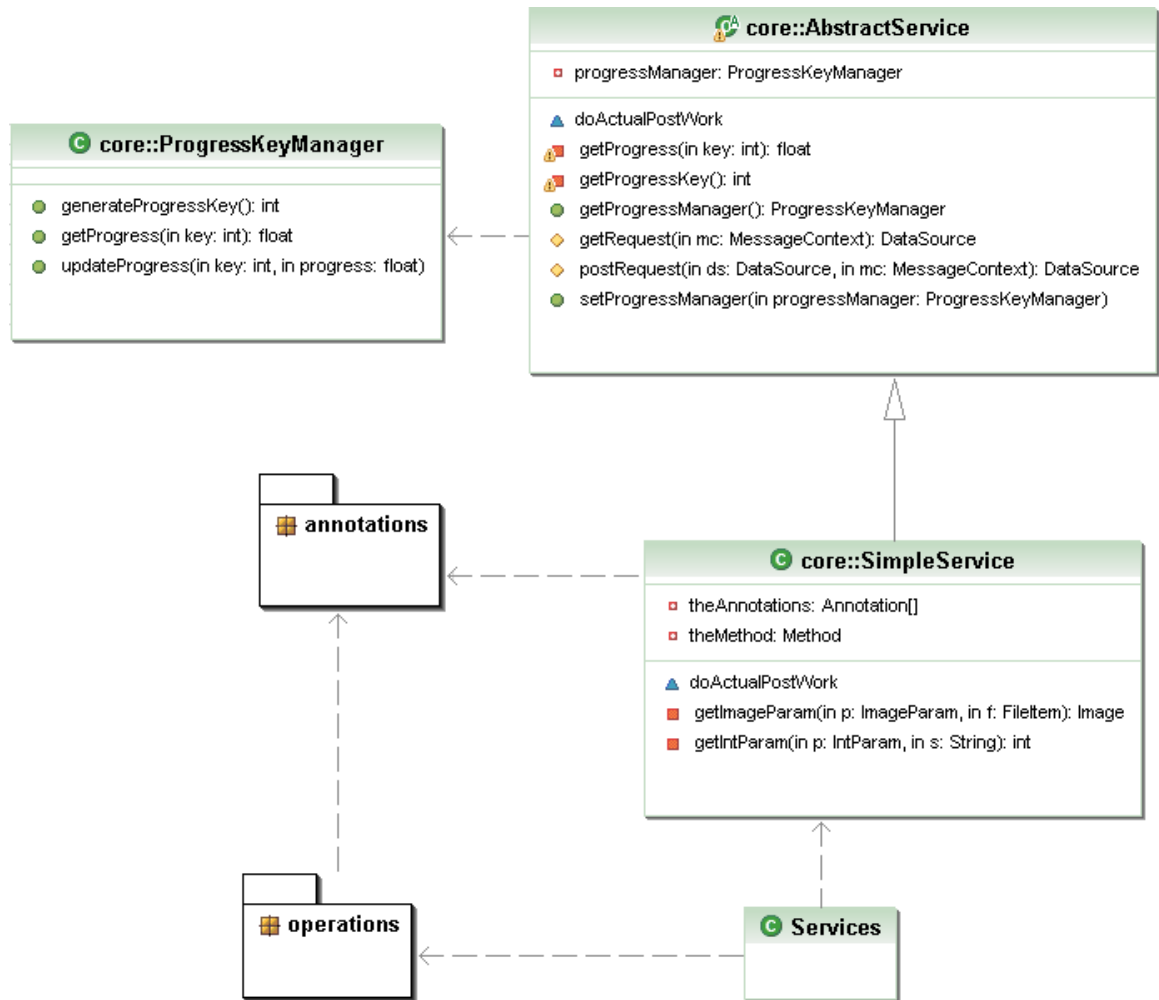 core::AbstractService
progressManager: ProgressKeyManager
doActualPostWork
getProgress(in key: int): float
getProgressKey(): int
getProgressManager(): ProgressKeyManager
getRequest(in mc: MessageContext): DataSource
postRequest(in ds: DataSource, in mc: MessageContext): DataSource
setProgressManager(in progressManager: ProgressKeyManager)
core::ProgressKeyManager
generateProgressKey(): int
getProgress(in key: int): float
updateProgress(in key: int, in progress: float)
annotations
core::SimpleService
theAnnotations: Annotation[]
theMethod: Method
doActualPostWork
getImageParam(in p: ImageParam, in f: FileItem): Image
getIntParam(in p: IntParam, in s: String): int
operations
Services